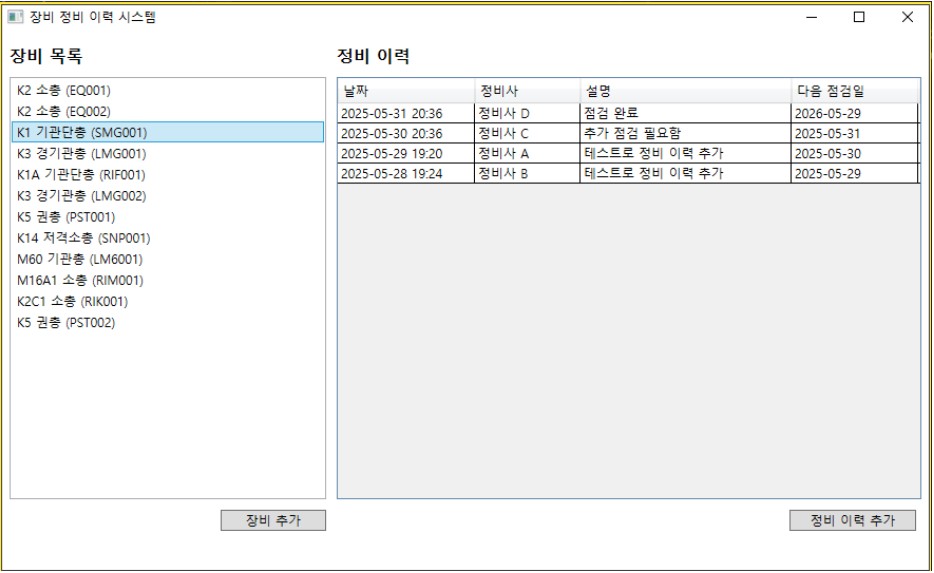 장비 정비 이력 시스템
장비 목록
K2 소총 (EQ001)
K2 소총 (EQ002)
K1 기관단총 (SMG001)
K3 경기관총 (LMG001)
K1A 기관단총 (RIF001)
K3 경기관총 (LMG002)
K5 권총 (PST001)
K14 저격소총 (SNP001)
M60 기관총 (LM6001)
M16A1 소총 (RIM001)
K2C1 소총 (RIK001)
K5 권총 (PST002)
장비 추가
정비 이력
날짜 정비사 설명 다음 점검일
2025-05-31 20:36 정비사 D 점검 완료 2026-05-29
2025-05-30 20:36 정비사 C 추가 점검 필요함 2025-05-31
2025-05-29 19:20 정비사 A 테스트로 정비 이력 추가 2025-05-30
2025-05-28 19:24 정비사 B 테스트로 정비 이력 추가 2025-05-29
정비 이력 추가